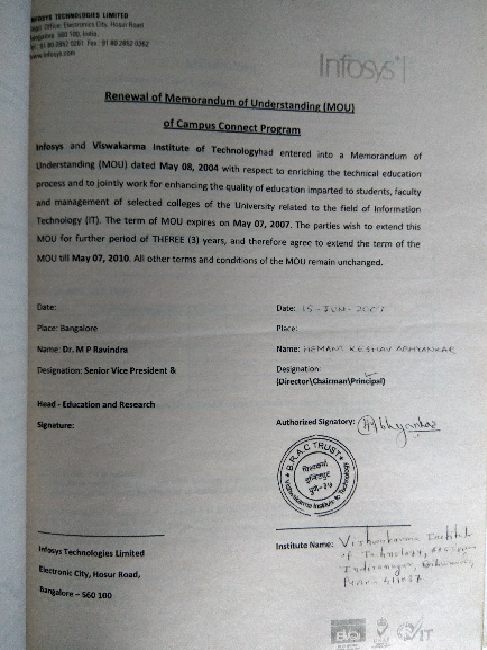 INFOSYS TECHNOLOGIES LIMITED
Office: Electronics City, Hosur Road
Bangalore 560 100, India.
Tel: 91 80 2852 0261 Fax: 91 80 2852 0362
www.infosys.com
Infosys
Renewal of Memorandum of Understanding (MOU)
of Campus Connect Program
Infosys and Viswakarma Institute of Technologyhad entered into a Memorandum of
Understanding (MOU) dated May 08, 2004 with respect to enriching the technical education
process and to jointly work for enhancing the quality of education imparted to students, faculty
and management of selected colleges of the University related to the field of Information
Technology (IT). The term of MOU expires on May 07, 2007. The parties wish to extend this
MOU for further period of THEREE (3) years, and therefore agree to extend the term of the
MOU till May 07, 2010. All other terms and conditions of the MOU remain unchanged.
Date:
Date: 15-JUN-2007
Place: Bangalore
Place:
Name: Dr. M P Ravindra
Name: HEMANT KESHAV ABHYANKAR
Designation: Senior Vice President &
Designation:
(Director\Chairman\Principal)
Head - Education and Research
Signature:
Authorized Signatory: Abhyankar
B.R.A.C TRUST
Vishwakarma Institute of Technology
Infosys Technologies Limited
Institute Name: Vishwakarma Institute
of Technology,
Electronic City, Hosur Road,
Indiranagar, Bibwewadi,
Bangalore – 560 100
Pune 411037
VIT